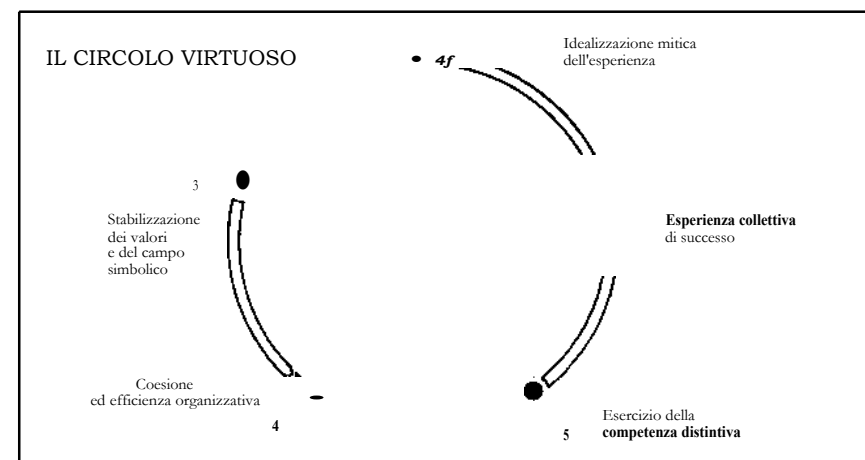 IL CIRCOLO VIRTUOSO
4f
Idealizzazione mitica
dell'esperienza
3
Stabilizzazione
dei valori
e del campo
simbolico
Esperienza collettiva
di successo
Coesione
ed efficienza organizzativa
4
5
Esercizio della
competenza distintiva